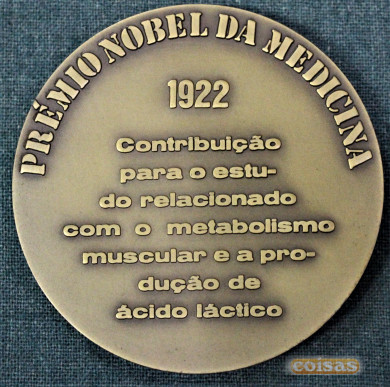 PRÉMIO NOBEL DA MEDICINA
1922
Contribuição
para o estu-
do relacionado
com o metabolismo
muscular e a pro-
dução de
ácido láctico
coisas